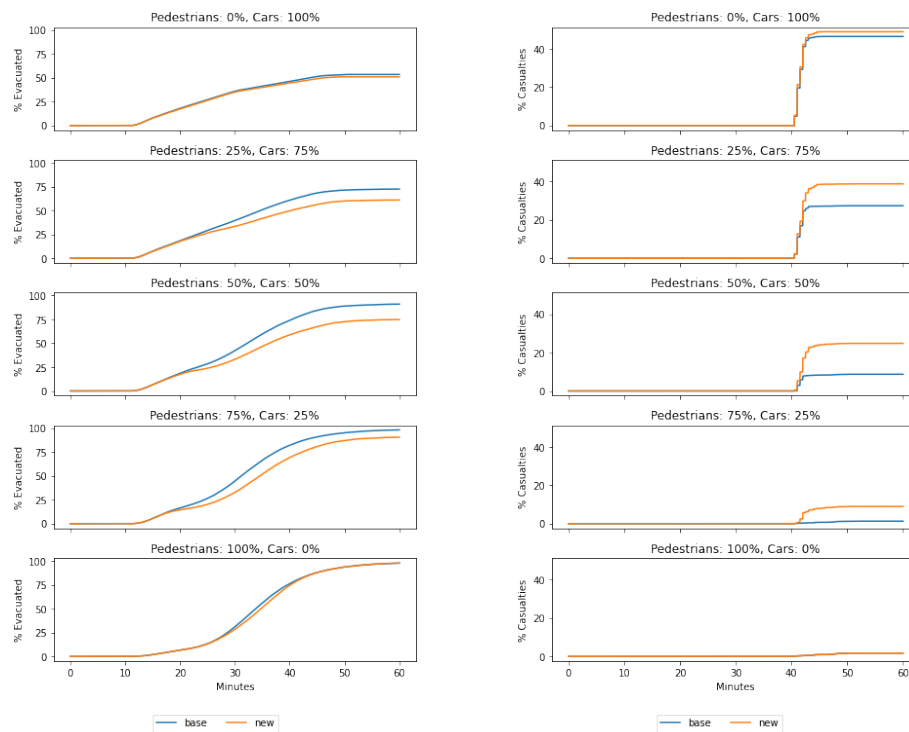 Pedestrians: 0%, Cars: 100%
100
75
50
25
0
% Evacuated
Pedestrians: 25%, Cars: 75%
100
75
50
25
0
% Evacuated
Pedestrians: 50%, Cars: 50%
100
75
50
25
0
% Evacuated
Pedestrians: 75%, Cars: 25%
100
75
50
25
0
% Evacuated
Pedestrians: 100%, Cars: 0%
100
75
50
25
0
% Evacuated
0 10 20 30 40 50 60
Minutes
base new
Pedestrians: 0%, Cars: 100%
40
20
0
% Casualties
Pedestrians: 25%, Cars: 75%
40
20
0
% Casualties
Pedestrians: 50%, Cars: 50%
40
20
0
% Casualties
Pedestrians: 75%, Cars: 25%
40
20
0
% Casualties
Pedestrians: 100%, Cars: 0%
40
20
0
% Casualties
0 10 20 30 40 50 60
Minutes
base new